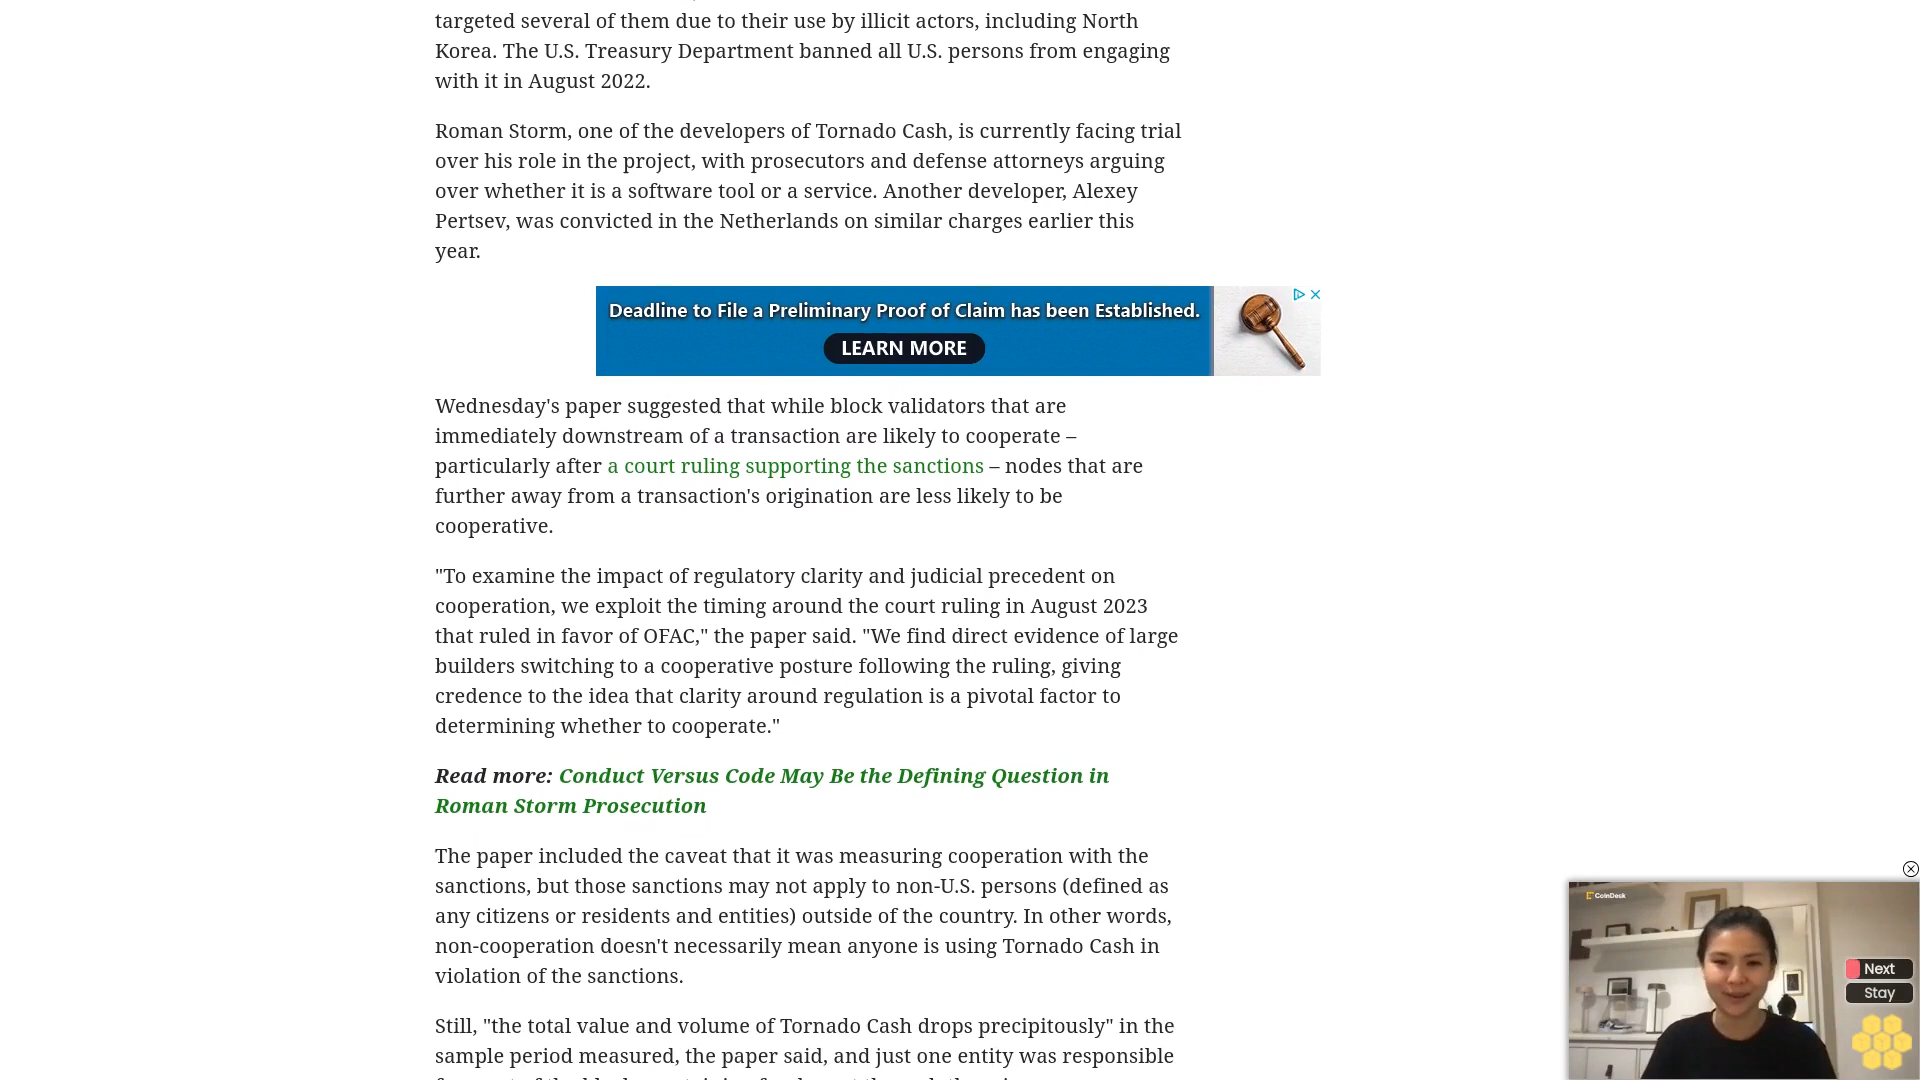 targeted several of them due to their use by illicit actors, including North
Korea. The U.S. Treasury Department banned all U.S. persons from engaging
with it in August 2022.
Roman Storm, one of the developers of Tornado Cash, is currently facing trial
over his role in the project, with prosecutors and defense attorneys arguing
over whether it is a software tool or a service. Another developer, Alexey
Pertsev, was convicted in the Netherlands on similar charges earlier this
year.
Deadline to File a Preliminary Proof of Claim has been Established.
LEARN MORE
Wednesday's paper suggested that while block validators that are
immediately downstream of a transaction are likely to cooperate –
particularly after a court ruling supporting the sanctions – nodes that are
further away from a transaction's origination are less likely to be
cooperative.
"To examine the impact of regulatory clarity and judicial precedent on
cooperation, we exploit the timing around the court ruling in August 2023
that ruled in favor of OFAC," the paper said. "We find direct evidence of large
builders switching to a cooperative posture following the ruling, giving
credence to the idea that clarity around regulation is a pivotal factor to
determining whether to cooperate."
Read more: Conduct Versus Code May Be the Defining Question in
Roman Storm Prosecution
The paper included the caveat that it was measuring cooperation with the
sanctions, but those sanctions may not apply to non-U.S. persons (defined as
any citizens or residents and entities) outside of the country. In other words,
non-cooperation doesn't necessarily mean anyone is using Tornado Cash in
violation of the sanctions.
Still, "the total value and volume of Tornado Cash drops precipitously" in the
sample period measured, the paper said, and just one entity was responsible
CoinDesk
Next
Stay